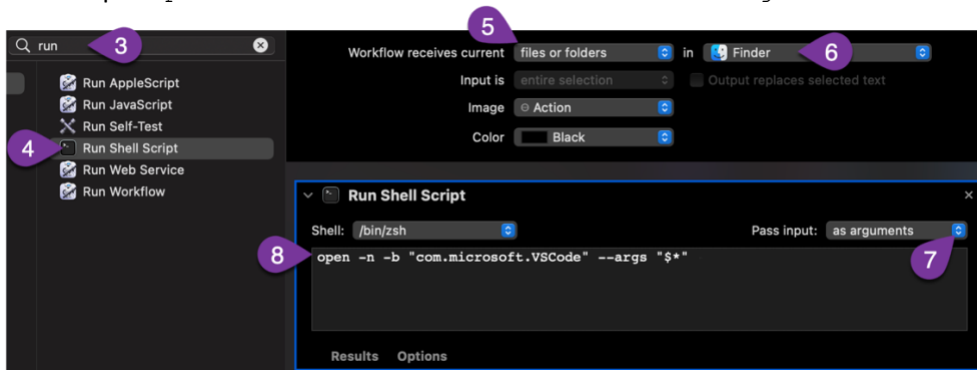 5
run
3
Workflow receives current files or folders in Finder
6
Run AppleScript
Input is entire selection Output replaces selected text
Run JavaScript
Image Action
Run Self-Test
4
Run Shell Script
Color Black
Run Web Service
Run Workflow
Run Shell Script
Shell: /bin/zsh
Pass input: as arguments
8
open -n -b "com.microsoft.VSCode" --args "$*"
7
Results Options